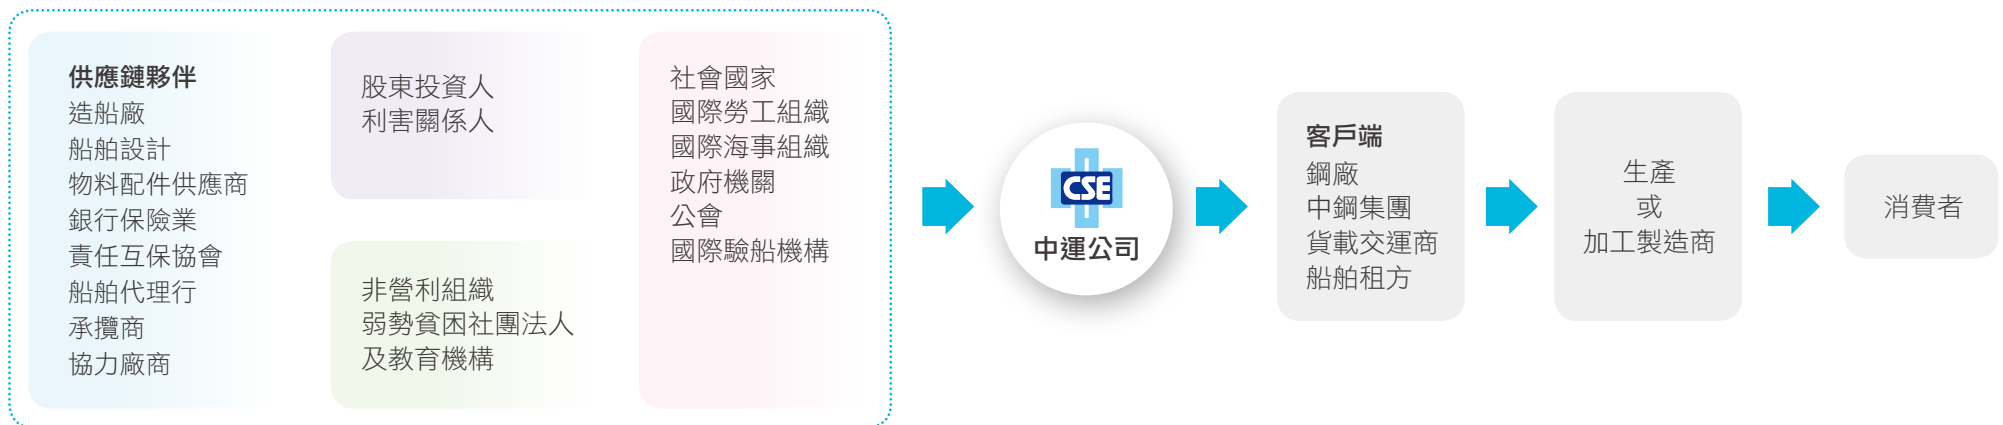 供應鏈夥伴
造船廠
船舶設計
物料配件供應商
銀行保險業
責任互保協會
船舶代理行
承攬商
協力廠商
股東投資人
利害關係人
非營利組織
弱勢貧困社團法人
及教育機構
社會國家
國際勞工組織
國際海事組織
政府機關
公會
國際驗船機構
CSE
中運公司
客戶端
鋼廠
中鋼集團
貨載交運商
船舶租方
生產
或
加工製造商
消費者